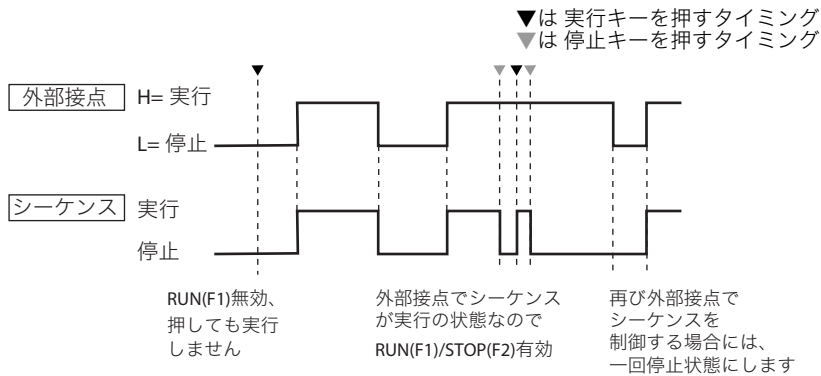 ▼は 実行キーを押すタイミング
▼は 停止キーを押すタイミング
外部接点 H= 実行
L= 停止
シーケンス 実行
停止
RUN(F1)無効、
押しても実行
しません
外部接点でシーケンス
が実行の状態なので
RUN(F1)/STOP(F2)有効
再び外部接点で
シーケンスを
制御する場合には、
一回停止状態にします